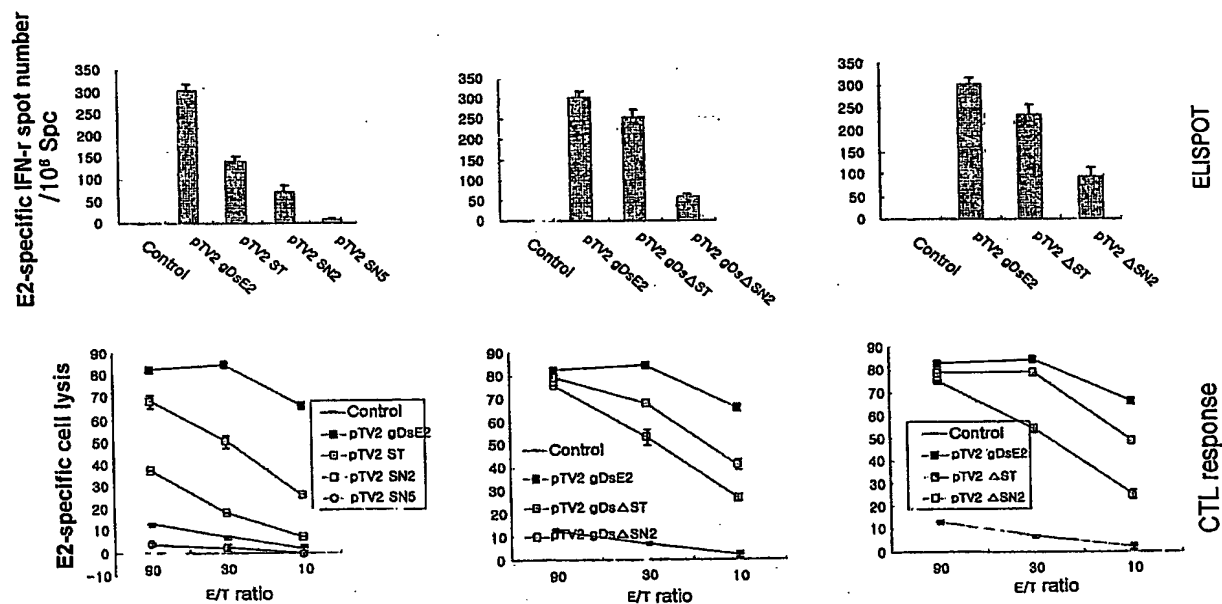 E2-specific IFN-r spot number
/10⁶ Spc
350
300
250
200
150
100
50
0
Control
pTV2 gDsE2
pTV2 ST
pTV2 SN2
pTV2 SN5
350
300
250
200
150
100
50
0
Control
pTV2 gDsE2
pTV2 gDsΔST
pTV2 gDsΔSN2
350
300
250
200
150
100
50
0
Control
pTV2 gDsE2
pTV2 ΔST
pTV2 ΔSN2
ELISPOT
E2-specific cell lysis
90
80
70
60
50
40
30
20
10
0
-10
Control
pTV2 gDsE2
pTV2 ST
pTV2 SN2
pTV2 SN5
90
30
10
E/T ratio
90
80
70
60
50
40
30
20
10
0
Control
pTV2 gDsE2
pTV2 gDsΔST
pTV2 gDsΔSN2
90
30
10
E/T ratio
90
80
70
60
50
40
30
20
10
0
Control
pTV2 gDsE2
pTV2 ΔST
pTV2 ΔSN2
90
30
10
E/T ratio
CTL response